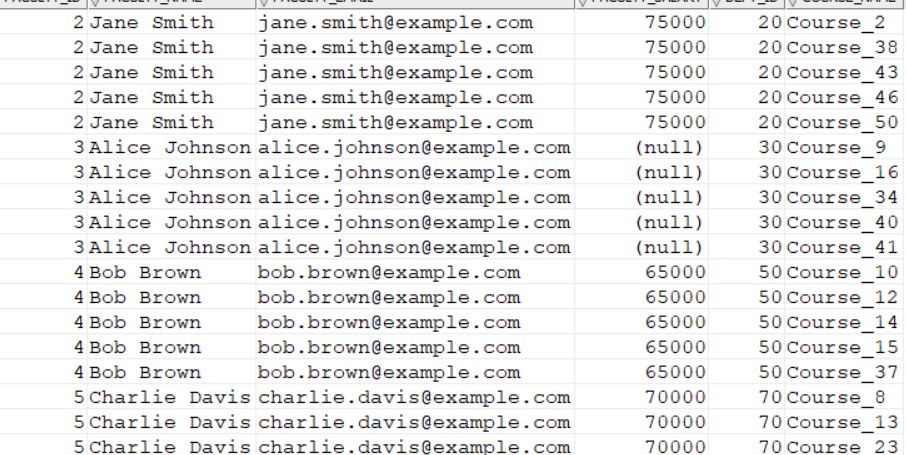 FACULTY_ID FACULTY_NAME FACULTY_EMAIL FACULTY_SALARY DEPT_ID COURSE_NAME
2 Jane Smith jane.smith@example.com 75000 20 Course_2
2 Jane Smith jane.smith@example.com 75000 20 Course_38
2 Jane Smith jane.smith@example.com 75000 20 Course_43
2 Jane Smith jane.smith@example.com 75000 20 Course_46
2 Jane Smith jane.smith@example.com 75000 20 Course_50
3 Alice Johnson alice.johnson@example.com (null) 30 Course_9
3 Alice Johnson alice.johnson@example.com (null) 30 Course_16
3 Alice Johnson alice.johnson@example.com (null) 30 Course_34
3 Alice Johnson alice.johnson@example.com (null) 30 Course_40
3 Alice Johnson alice.johnson@example.com (null) 30 Course_41
4 Bob Brown bob.brown@example.com 65000 50 Course_10
4 Bob Brown bob.brown@example.com 65000 50 Course_12
4 Bob Brown bob.brown@example.com 65000 50 Course_14
4 Bob Brown bob.brown@example.com 65000 50 Course_15
4 Bob Brown bob.brown@example.com 65000 50 Course_37
5 Charlie Davis charlie.davis@example.com 70000 70 Course_8
5 Charlie Davis charlie.davis@example.com 70000 70 Course_13
5 Charlie Davis charlie.davis@example.com 70000 70 Course_23